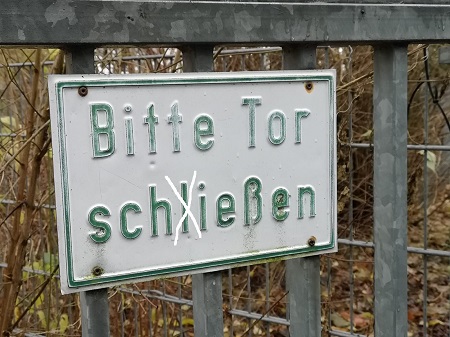 Bitte Tor
schließen